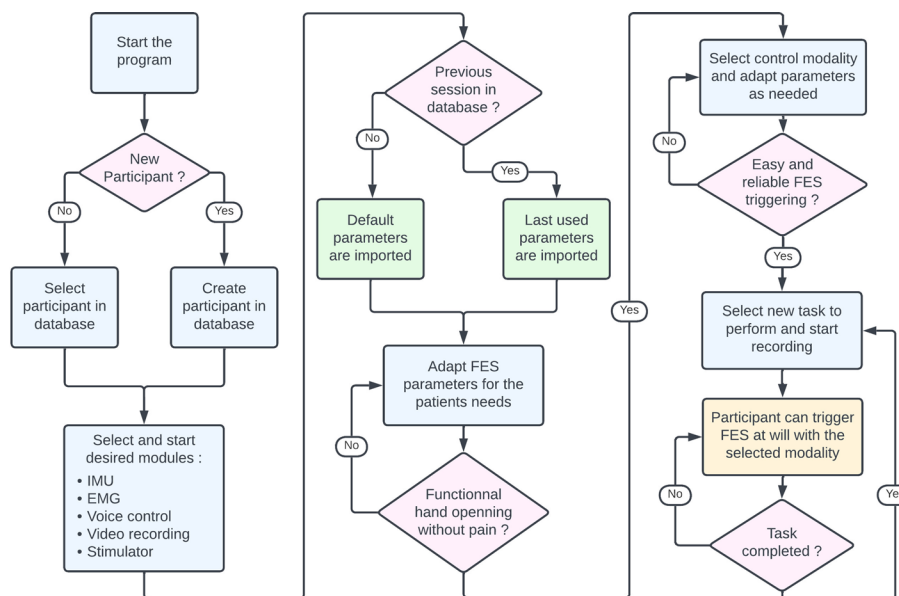 Start the
program
New
Participant ?
No
Yes
Select
participant in
database
Create
participant in
database
Select and start
desired modules :
• IMU
• EMG
• Voice control
• Video recording
• Stimulator
Previous
session in
database ?
No
Yes
Default
parameters
are imported
Last used
parameters
are imported
Adapt FES
parameters for the
patients needs
No
Functionnal
hand openning
without pain ?
Yes
Select control modality
and adapt parameters
as needed
No
Easy and
reliable FES
triggering ?
Yes
Select new task to
perform and start
recording
Participant can trigger
FES at will with the
selected modality
No
Task
completed ?
Ye